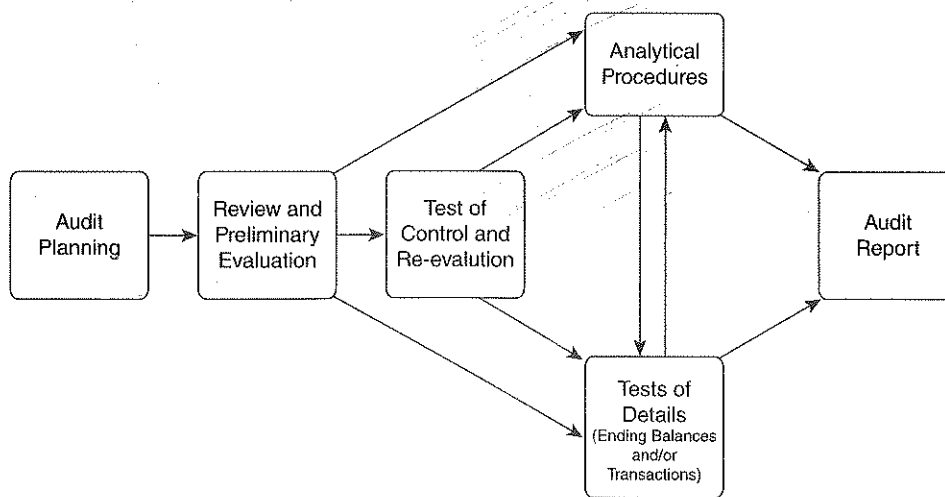 Analytical
Procedures
Audit
Planning
Review and
Preliminary
Evaluation
Test of
Control and
Re-evalution
Audit
Report
Tests of
Details
(Ending Balances
and/or
Transactions)